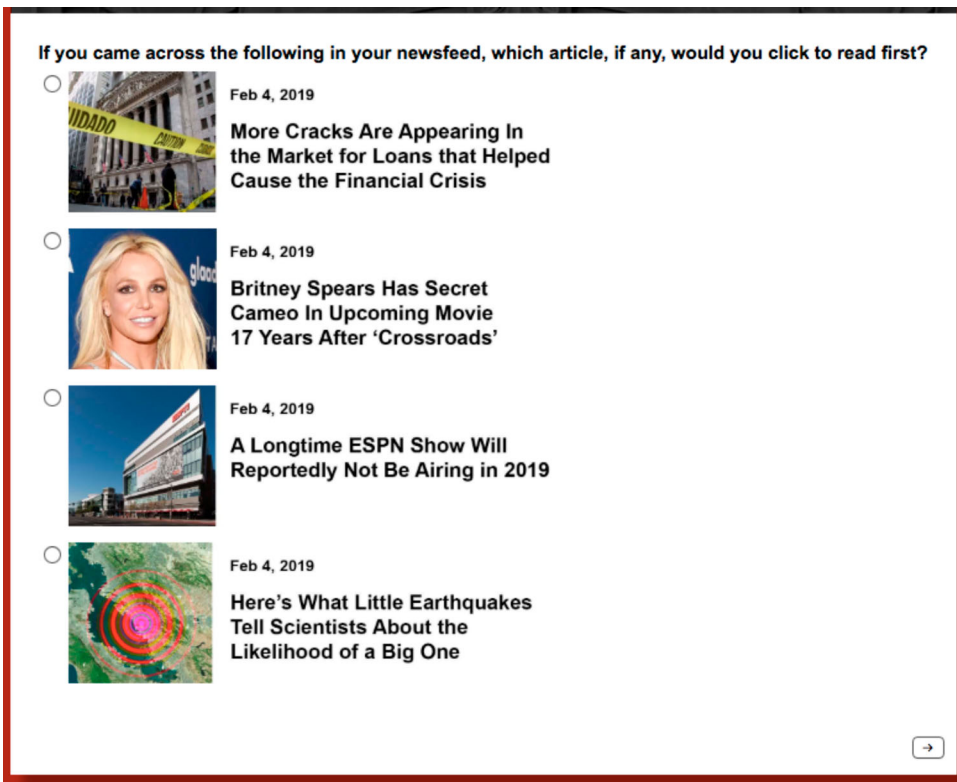 If you came across the following in your newsfeed, which article, if any, would you click to read first?
UIDADO
CAUTION
Feb 4, 2019
More Cracks Are Appearing In
the Market for Loans that Helped
Cause the Financial Crisis
glaad
Feb 4, 2019
Britney Spears Has Secret
Cameo In Upcoming Movie
17 Years After ‘Crossroads’
Feb 4, 2019
A Longtime ESPN Show Will
Reportedly Not Be Airing in 2019
Feb 4, 2019
Here’s What Little Earthquakes
Tell Scientists About the
Likelihood of a Big One